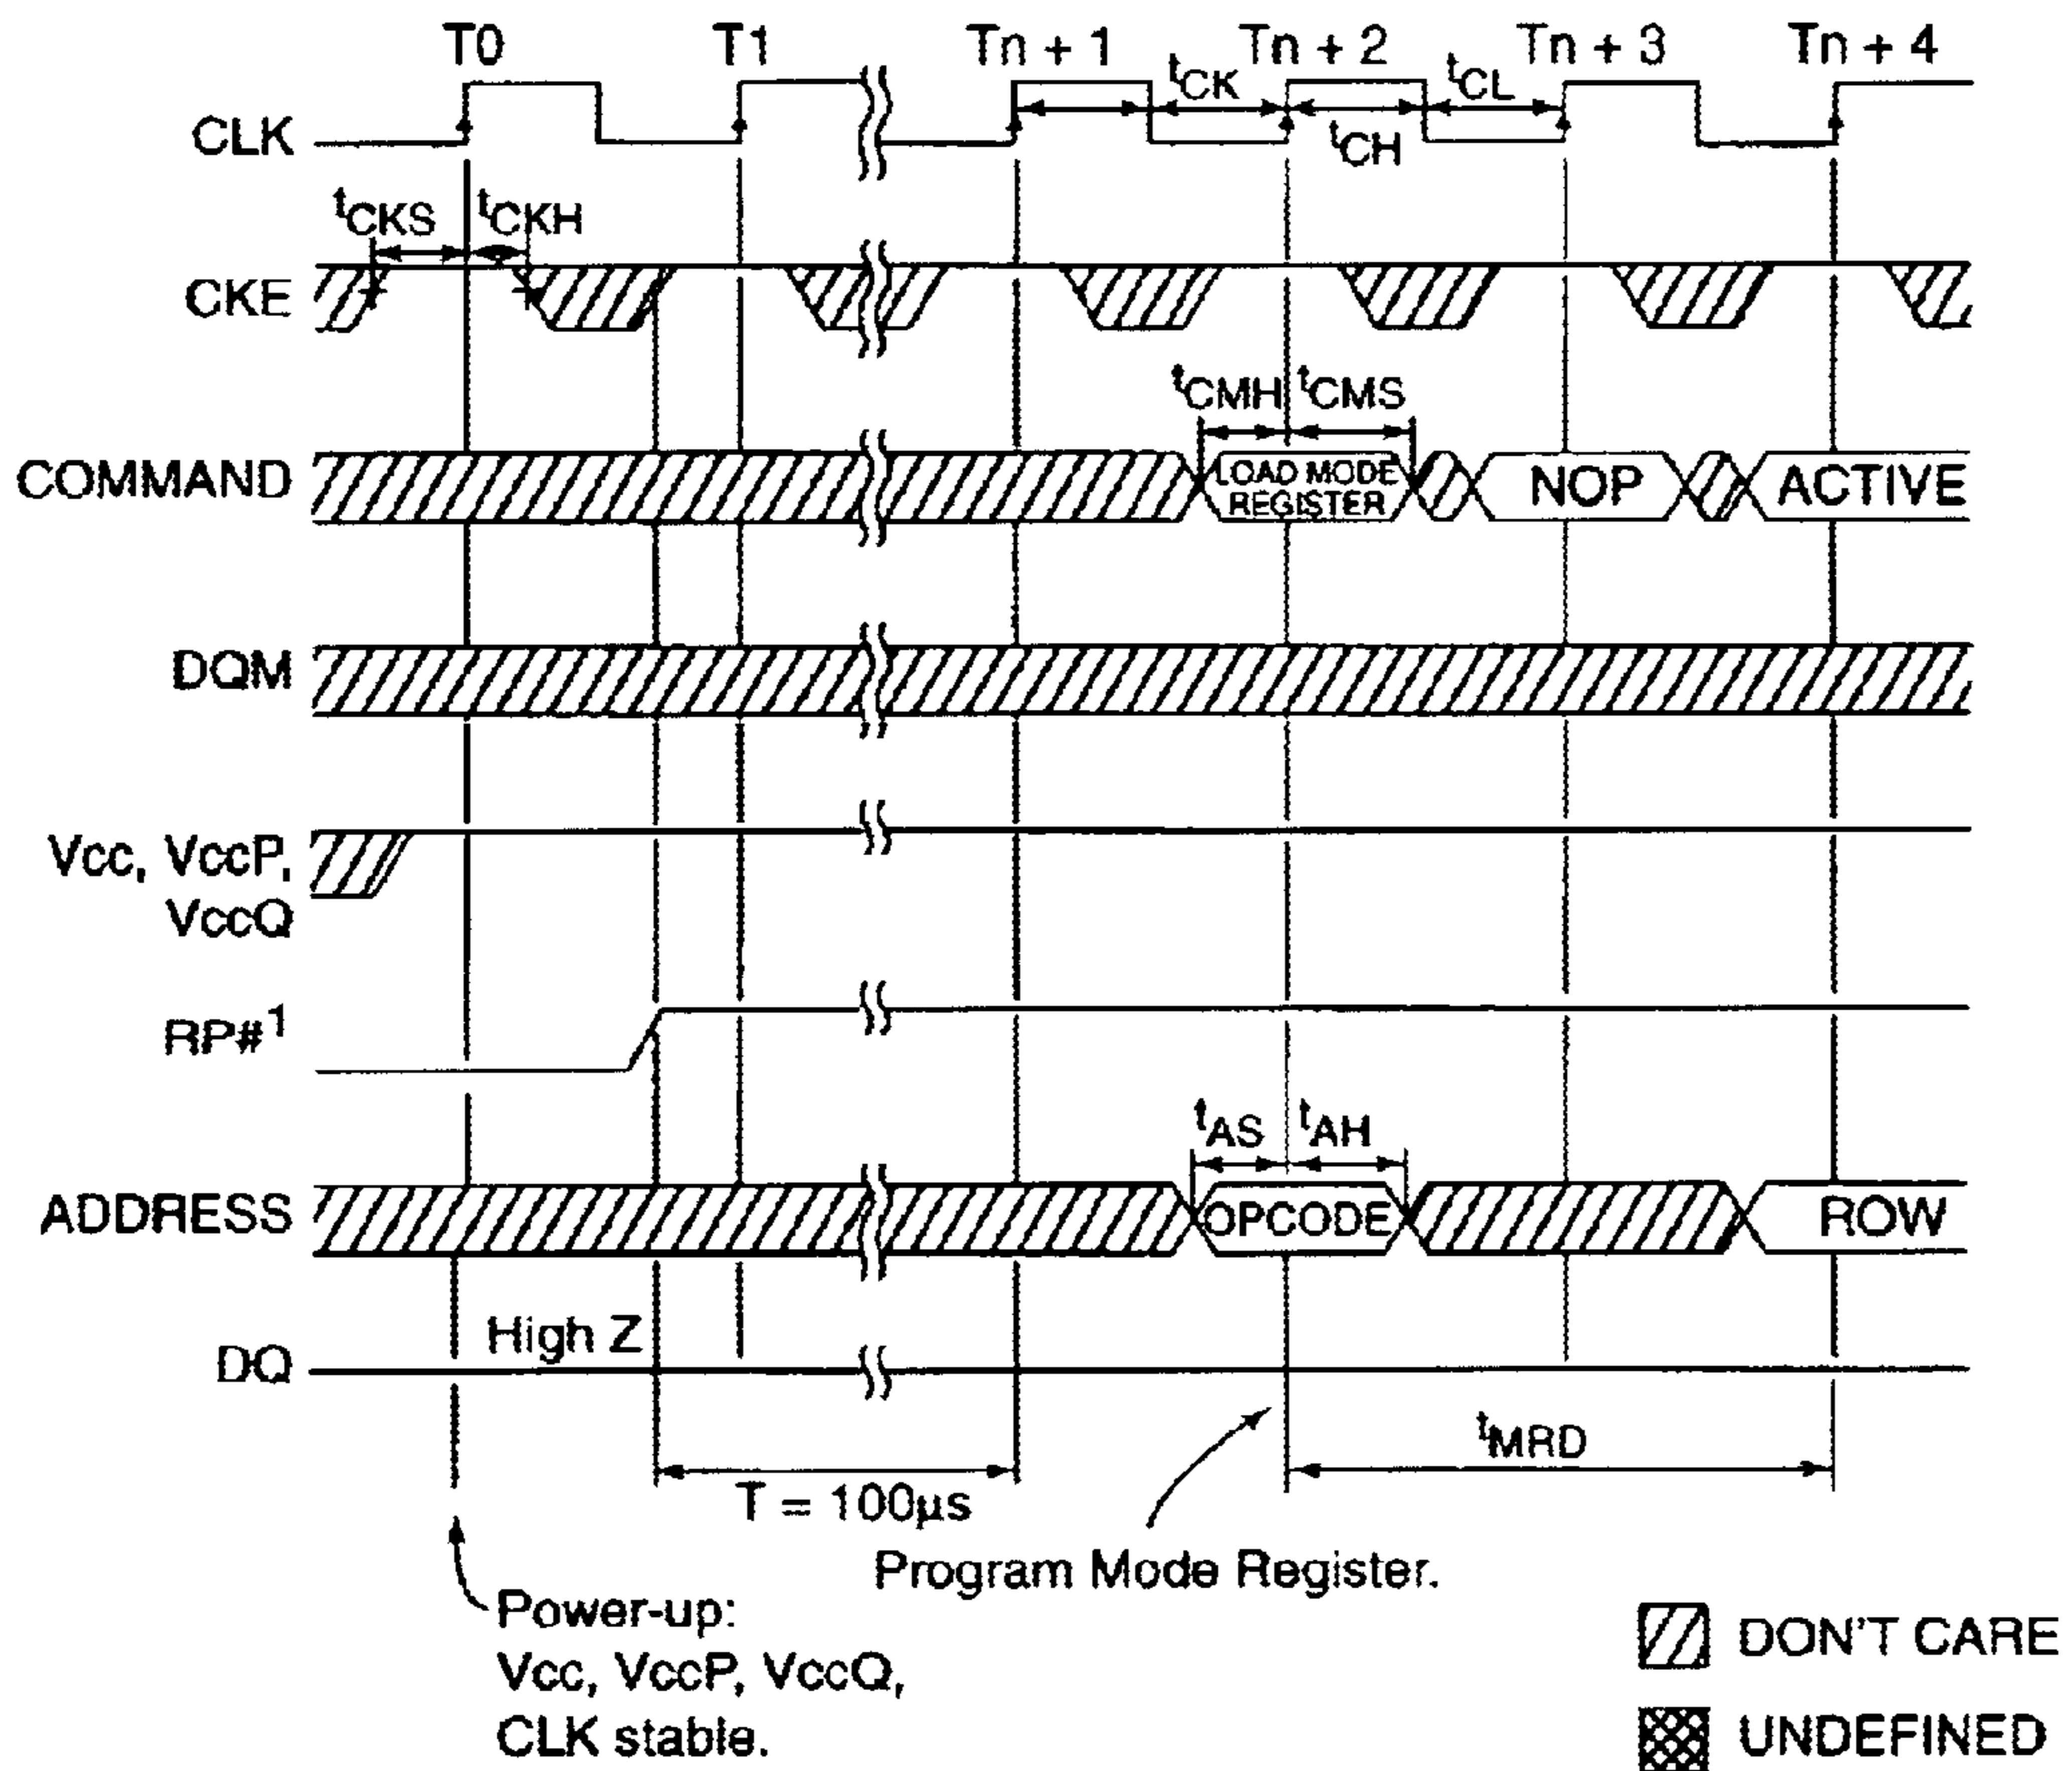 T0 T1 Tn + 1 Tn + 2 Tn + 3 Tn + 4
tCK tCL
CLK
tCH
tCKS tCKH
CKE
tCMH tCMS
COMMAND LOAD MODE REGISTER NOP ACTIVE
DQM
Vcc, VccP,
VccQ
RP#1
tAS tAH
ADDRESS OPCODE ROW
High Z
DQ
tMRD
T = 100µs
Program Mode Register.
Power-up:
Vcc, VccP, VccQ,
CLK stable.
DON'T CARE
UNDEFINED